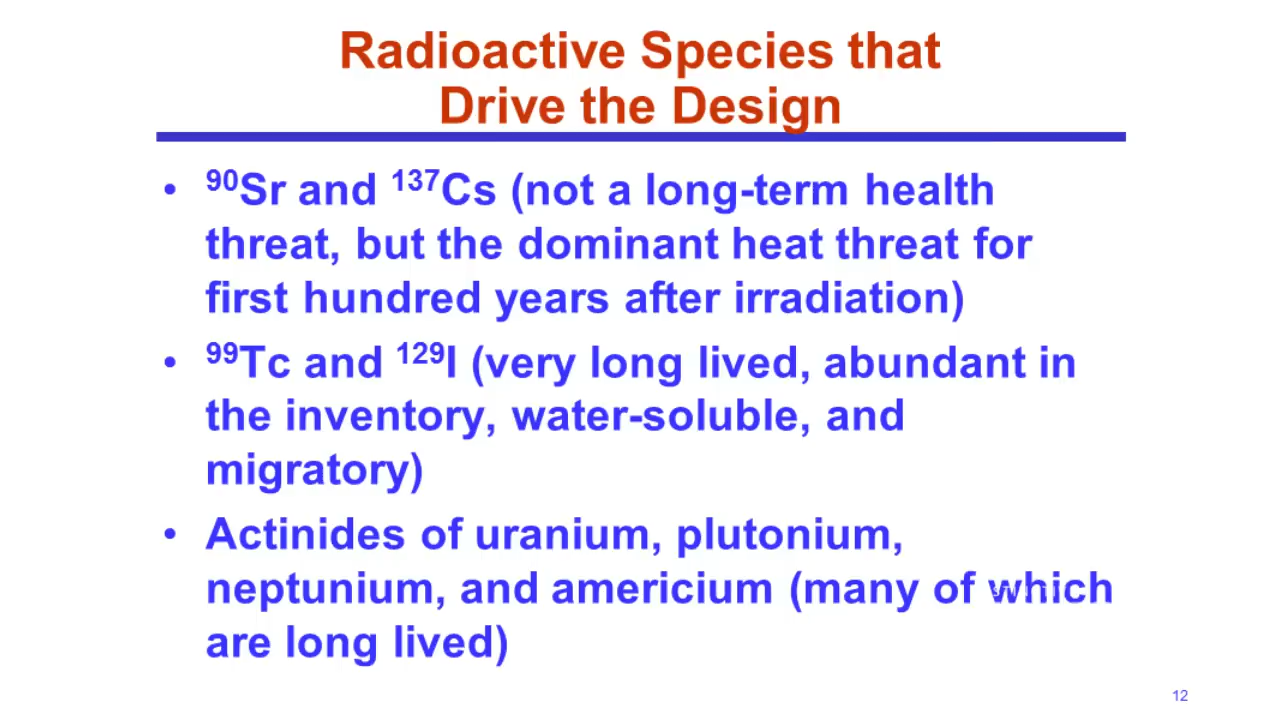 Radioactive Species that
Drive the Design
• ⁹⁰Sr and ¹³⁷Cs (not a long-term health
threat, but the dominant heat threat for
first hundred years after irradiation)
• ⁹⁹Tc and ¹²⁹I (very long lived, abundant in
the inventory, water-soluble, and
migratory)
• Actinides of uranium, plutonium,
neptunium, and americium (many of which
are long lived)
12